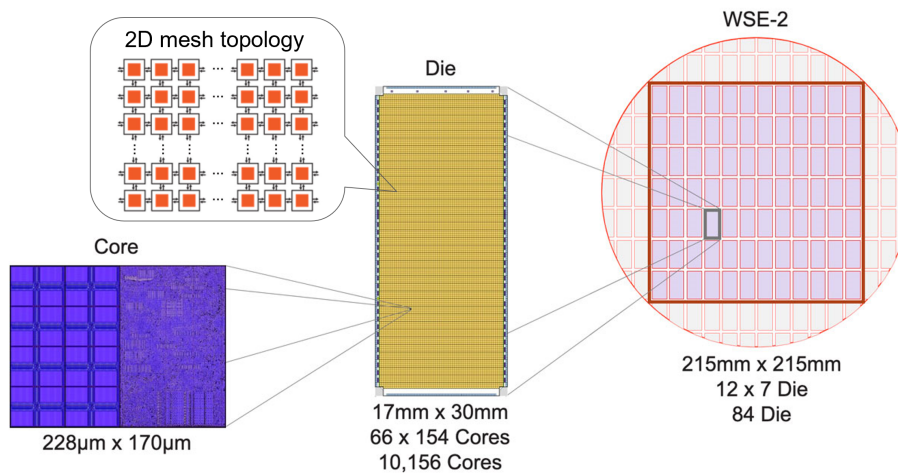 2D mesh topology
Die
WSE-2
Core
228µm x 170µm
17mm x 30mm
66 x 154 Cores
10,156 Cores
215mm x 215mm
12 x 7 Die
84 Die